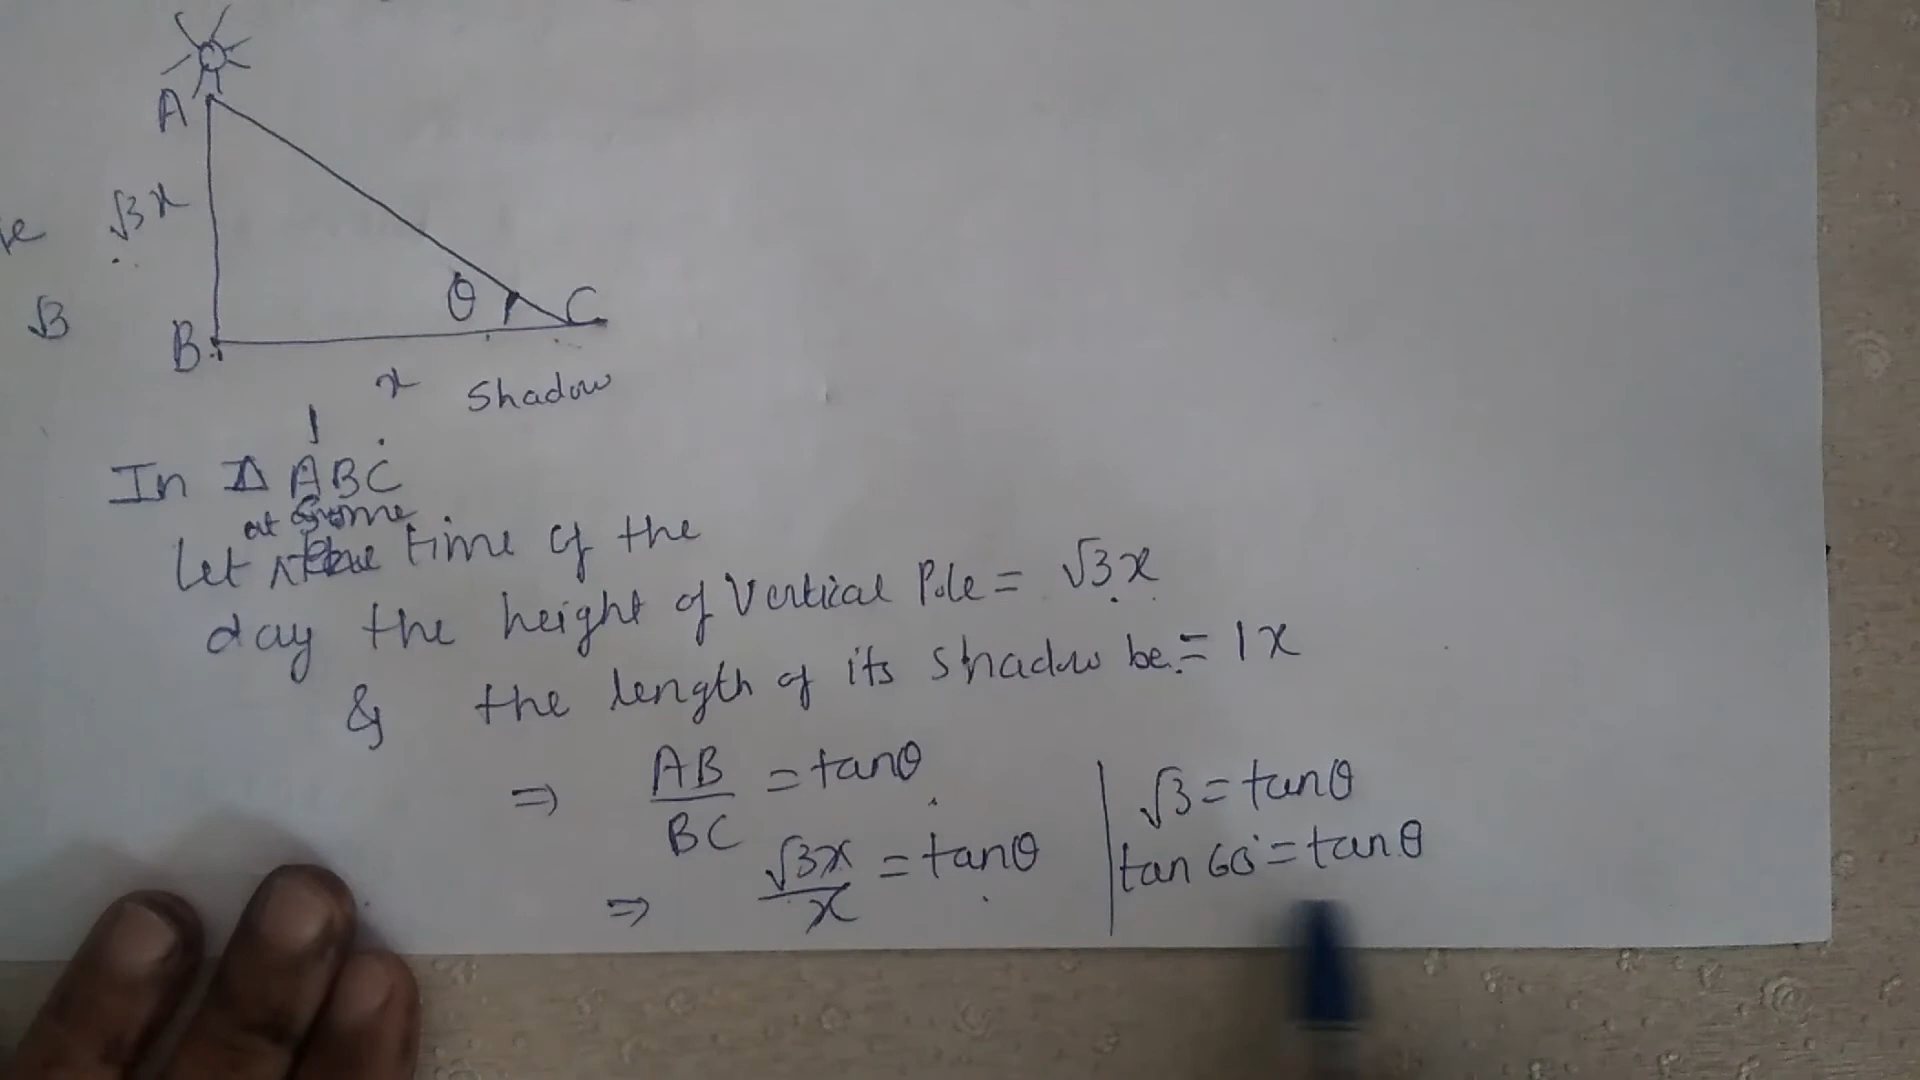 A
√3x
√3
θ
C
B
x
Shadow
1
In Δ ABC
at some
Let time of the
day the height of Vertical Pole = √3x
& the length of its shadow be = 1x
⇒ AB/BC = tanθ
⇒ √3x/x = tanθ
√3 = tanθ
tan 60° = tanθ